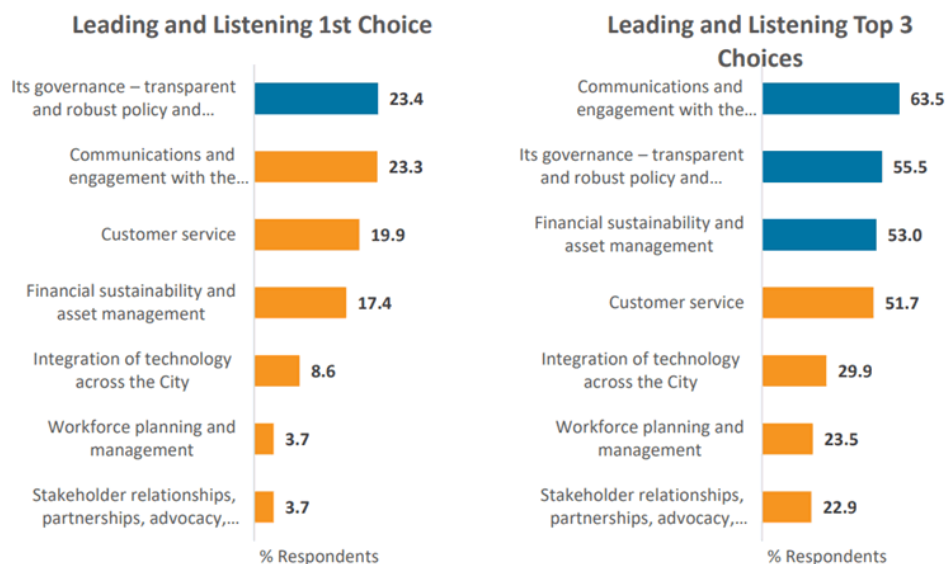 Leading and Listening 1st Choice
Its governance – transparent
and robust policy and...
23.4
Communications and
engagement with the...
23.3
Customer service
19.9
Financial sustainability and
asset management
17.4
Integration of technology
across the City
8.6
Workforce planning and
management
3.7
Stakeholder relationships,
partnerships, advocacy,...
3.7
% Respondents
Leading and Listening Top 3
Choices
Communications and
engagement with the...
63.5
Its governance – transparent
and robust policy and...
55.5
Financial sustainability and
asset management
53.0
Customer service
51.7
Integration of technology
across the City
29.9
Workforce planning and
management
23.5
Stakeholder relationships,
partnerships, advocacy,...
22.9
% Respondents